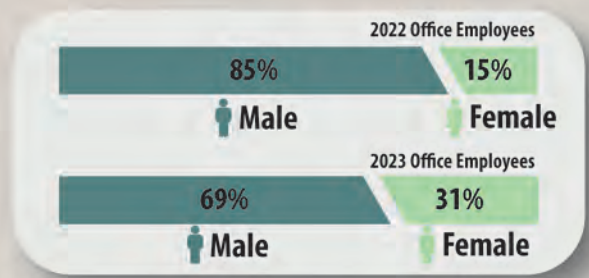 2022 Office Employees
85% 15%
Male Female
2023 Office Employees
69% 31%
Male Female